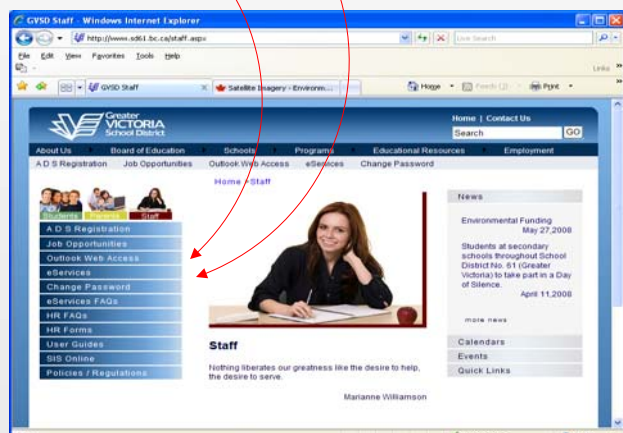 GVSD Staff - Windows Internet Explorer
http://www.sd61.bc.ca/staff.aspx
Live Search
File Edit View Favorites Tools Help
Links
GVSD Staff
Satellite Imagery - Environm...
Home
Print
Greater
VICTORIA
School District
Home | Contact Us
Search
GO
About Us
Board of Education
Schools
Programs
Educational Resources
Employment
A D S Registration
Job Opportunities
Outlook Web Access
eServices
Change Password
Home >Staff
Students
Parents
Staff
A D S Registration
Job Opportunities
Outlook Web Access
eServices
Change Password
eServices FAQs
HR FAQs
HR Forms
User Guides
SIS Online
Policies / Regulations
Staff
Nothing liberates our greatness like the desire to help,
the desire to serve.
Marianne Williamson
News
Environmental Funding
May 27,2008
Students at secondary
schools throughout School
District No. 61 (Greater
Victoria) to take part in a Day
of Silence.
April 11,2008
more news
Calendars
Events
Quick Links